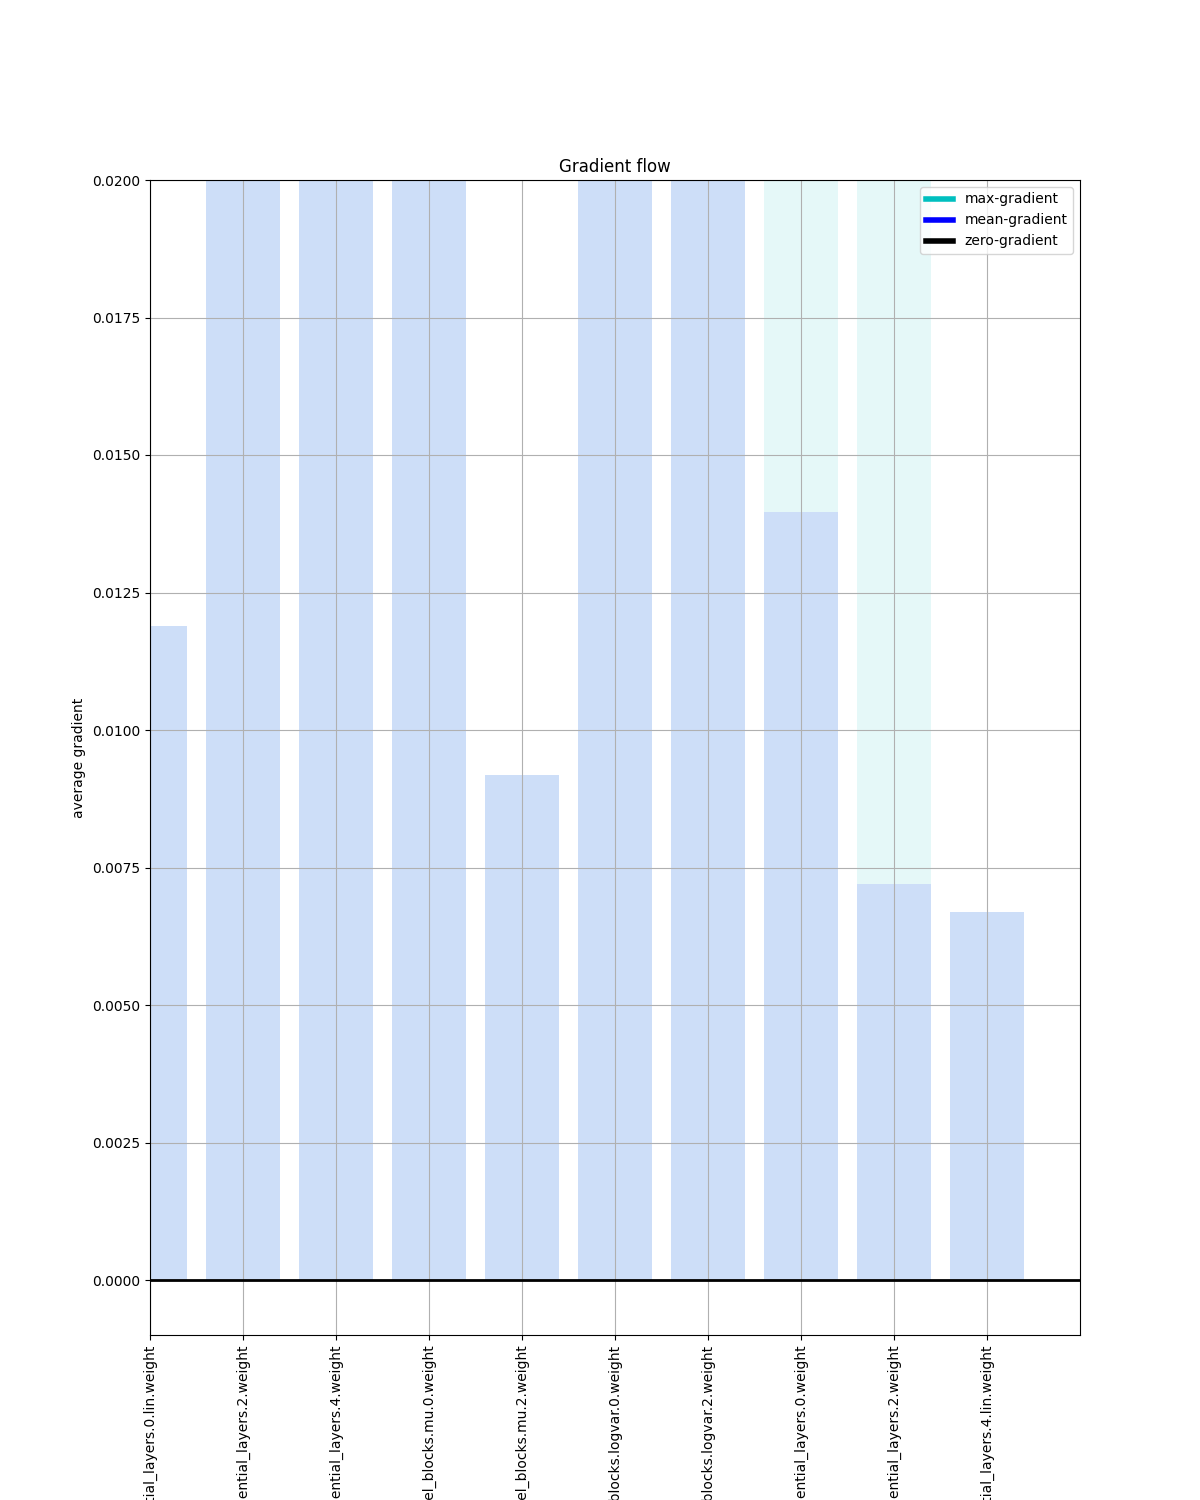 Gradient flow
max-gradient
mean-gradient
zero-gradient
0.0200
0.0175
0.0150
0.0125
0.0100
0.0075
0.0050
0.0025
0.0000
average gradient
tial_layers.0.lin.weight
ential_layers.2.weight
ential_layers.4.weight
el_blocks.mu.0.weight
el_blocks.mu.2.weight
blocks.logvar.0.weight
blocks.logvar.2.weight
ential_layers.0.weight
ential_layers.2.weight
tial_layers.4.lin.weight